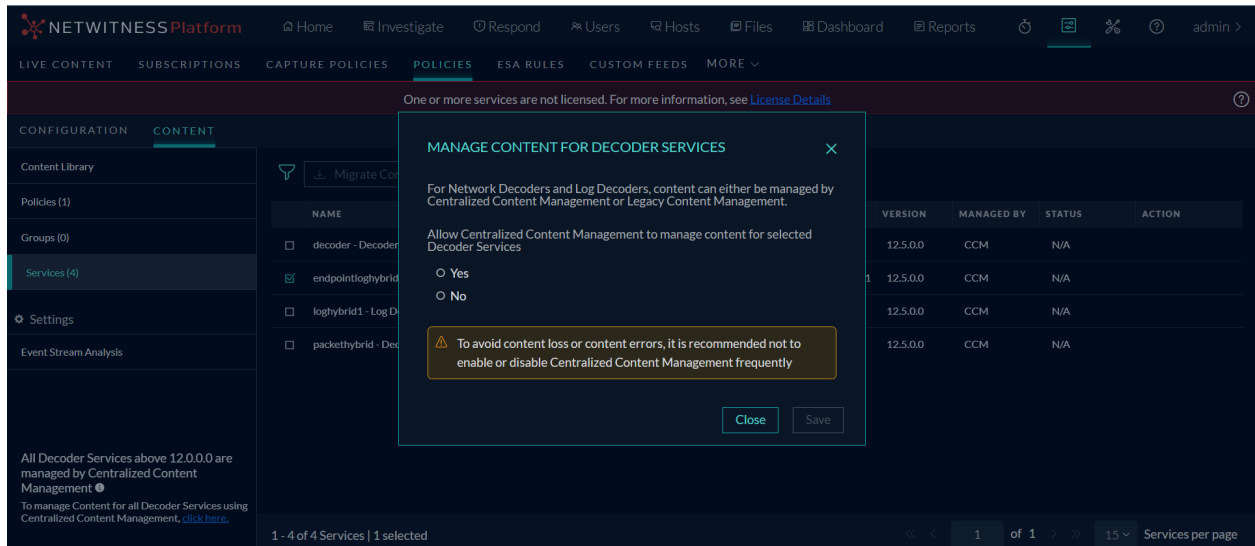 NETWITNESS Platform
Home Investigate Respond Users Hosts Files Dashboard Reports admin >
LIVE CONTENT SUBSCRIPTIONS CAPTURE POLICIES POLICIES ESA RULES CUSTOM FEEDS MORE
One or more services are not licensed. For more information, see License Details
CONFIGURATION CONTENT
Content Library
Policies (1)
Groups (0)
Services (4)
Settings
Event Stream Analysis
All Decoder Services above 12.0.0.0 are
managed by Centralized Content
Management
To manage Content for all Decoder Services using
Centralized Content Management, click here.
Migrate
NAME VERSION MANAGED BY STATUS ACTION
decoder - Decoder 12.5.0.0 CCM N/A
endpointloghybrid 1 12.5.0.0 CCM N/A
loghybrid1 - Log 12.5.0.0 CCM N/A
packethybrid - 12.5.0.0 CCM N/A
MANAGE CONTENT FOR DECODER SERVICES
For Network Decoders and Log Decoders, content can either be managed by
Centralized Content Management or Legacy Content Management.
Allow Centralized Content Management to manage content for selected
Decoder Services
Yes
No
To avoid content loss or content errors, it is recommended not to
enable or disable Centralized Content Management frequently
Close Save
1 - 4 of 4 Services | 1 selected
« < 1 of 1 > » 15 Services per page